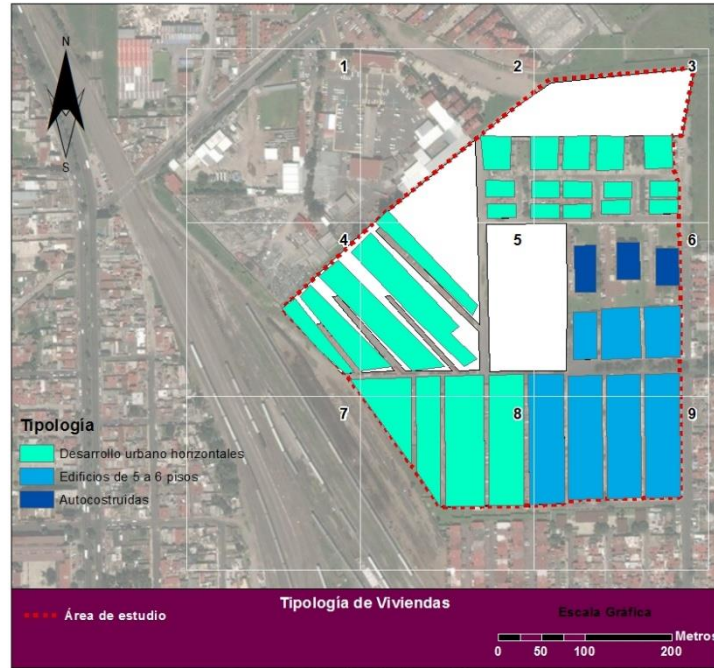 N
S
1
2
3
4
5
6
7
8
9
Tipología
Desarrollo urbano horizontales
Edificios de 5 a 6 pisos
Autocostruidas
Área de estudio
Tipología de Viviendas
Escala Gráfica
Metros
0 25 50 100 200